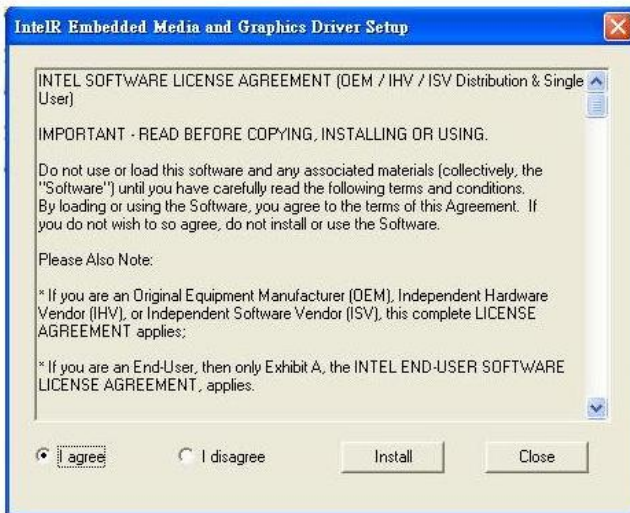 IntelR Embedded Media and Graphics Driver Setup
INTEL SOFTWARE LICENSE AGREEMENT (OEM / IHV / ISV Distribution & Single
User)
IMPORTANT - READ BEFORE COPYING, INSTALLING OR USING.
Do not use or load this software and any associated materials (collectively, the
"Software") until you have carefully read the following terms and conditions.
By loading or using the Software, you agree to the terms of this Agreement. If
you do not wish to so agree, do not install or use the Software.
Please Also Note:
* If you are an Original Equipment Manufacturer (OEM), Independent Hardware
Vendor (IHV), or Independent Software Vendor (ISV), this complete LICENSE
AGREEMENT applies;
* If you are an End-User, then only Exhibit A, the INTEL END-USER SOFTWARE
LICENSE AGREEMENT, applies.
I agree
I disagree
Install
Close